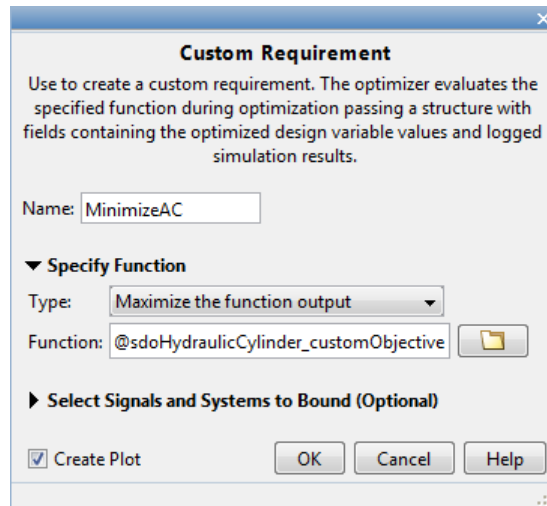 Custom Requirement
Use to create a custom requirement. The optimizer evaluates the
specified function during optimization passing a structure with
fields containing the optimized design variable values and logged
simulation results.
Name: MinimizeAC
Specify Function
Type: Maximize the function output
Function: @sdoHydraulicCylinder_customObjective
Select Signals and Systems to Bound (Optional)
Create Plot OK Cancel Help